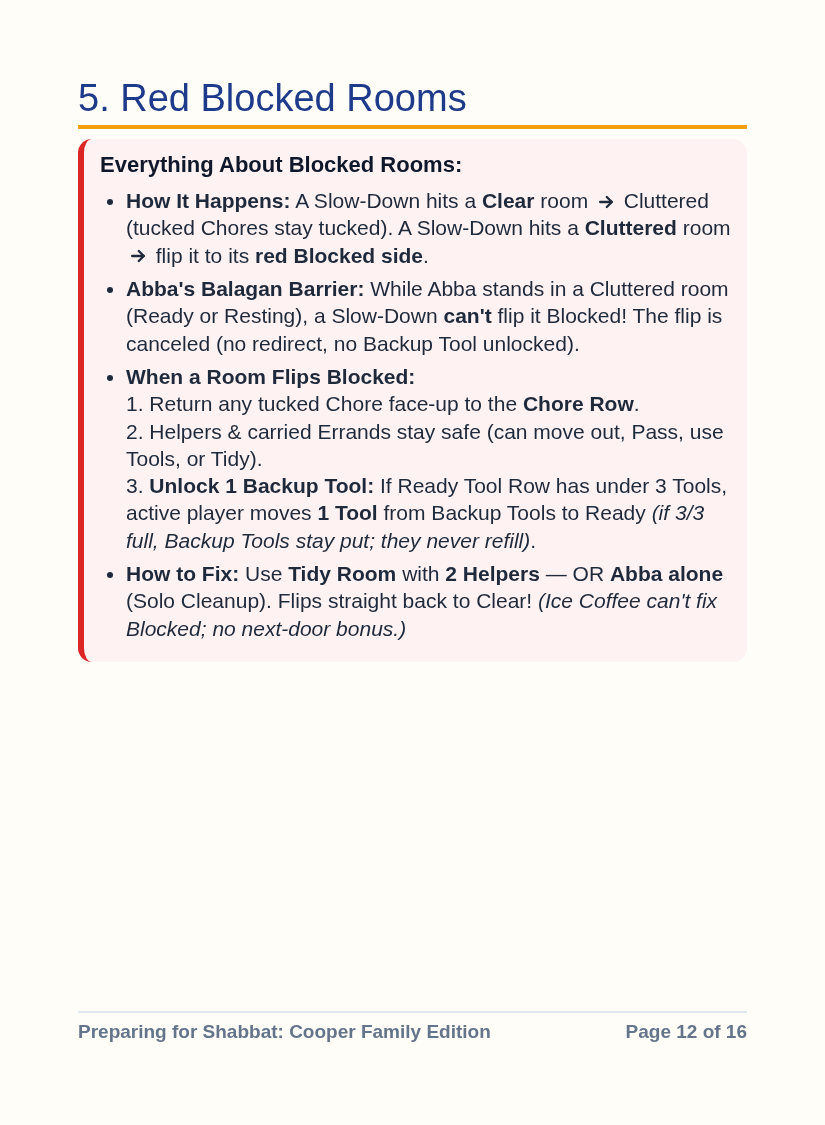 5. Red Blocked Rooms
Everything About Blocked Rooms:
• How It Happens: A Slow-Down hits a Clear room → Cluttered
(tucked Chores stay tucked). A Slow-Down hits a Cluttered room
→ flip it to its red Blocked side.
• Abba's Balagan Barrier: While Abba stands in a Cluttered room
(Ready or Resting), a Slow-Down can't flip it Blocked! The flip is
canceled (no redirect, no Backup Tool unlocked).
• When a Room Flips Blocked:
1. Return any tucked Chore face-up to the Chore Row.
2. Helpers & carried Errands stay safe (can move out, Pass, use
Tools, or Tidy).
3. Unlock 1 Backup Tool: If Ready Tool Row has under 3 Tools,
active player moves 1 Tool from Backup Tools to Ready (if 3/3
full, Backup Tools stay put; they never refill).
• How to Fix: Use Tidy Room with 2 Helpers — OR Abba alone
(Solo Cleanup). Flips straight back to Clear! (Ice Coffee can't fix
Blocked; no next-door bonus.)
Preparing for Shabbat: Cooper Family Edition Page 12 of 16